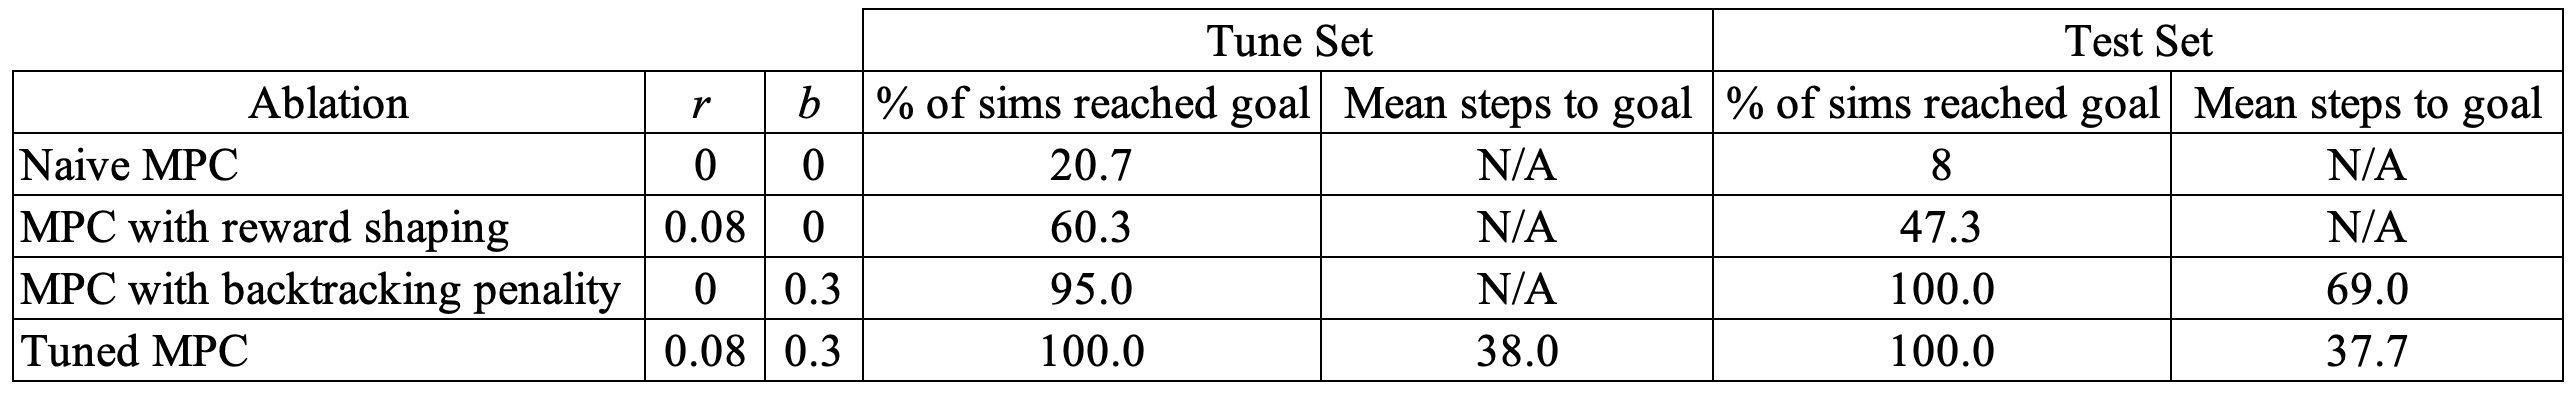 Tune Set Test Set
Ablation r b % of sims reached goal Mean steps to goal % of sims reached goal Mean steps to goal
Naive MPC 0 0 20.7 N/A 8 N/A
MPC with reward shaping 0.08 0 60.3 N/A 47.3 N/A
MPC with backtracking penality 0 0.3 95.0 N/A 100.0 69.0
Tuned MPC 0.08 0.3 100.0 38.0 100.0 37.7